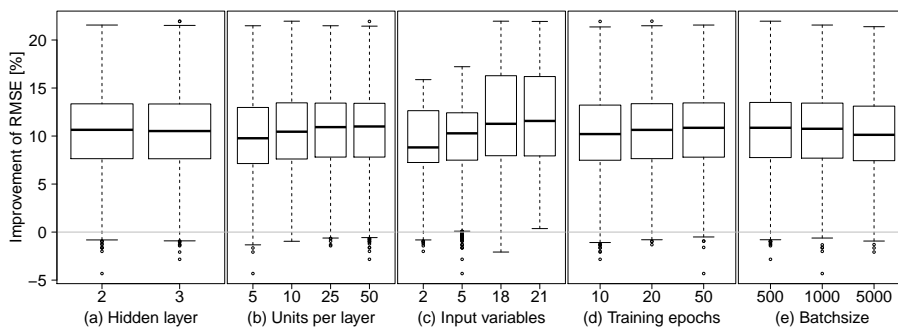 Improvement of RMSE [%]
20
15
10
5
0
−5
2 3
(a) Hidden layer
5 10 25 50
(b) Units per layer
2 5 18 21
(c) Input variables
10 20 50
(d) Training epochs
500 1000 5000
(e) Batchsize